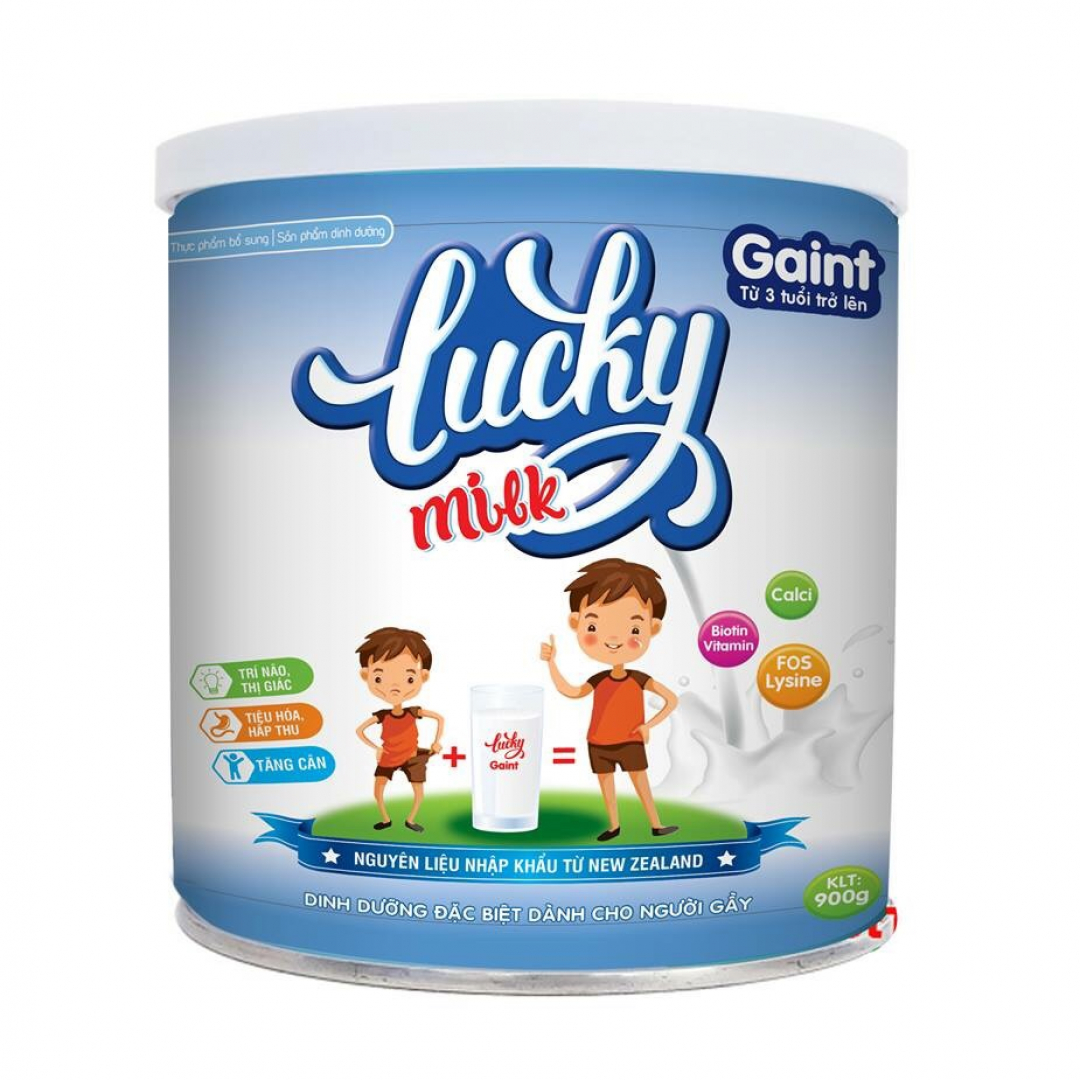 Thực phẩm bổ sung | Sản phẩm dinh dưỡng
Gaint
Từ 3 tuổi trở lên
Lucky
milk
Calci
Biotin
Vitamin
FOS
Lysine
TRÍ NÃO,
THỊ GIÁC
TIÊU HÓA,
HẤP THU
TĂNG CÂN
+
Lucky
Gaint
=
NGUYÊN LIỆU NHẬP KHẨU TỪ NEW ZEALAND
DINH DƯỠNG ĐẶC BIỆT DÀNH CHO NGƯỜI GẦY
KLT:
900g